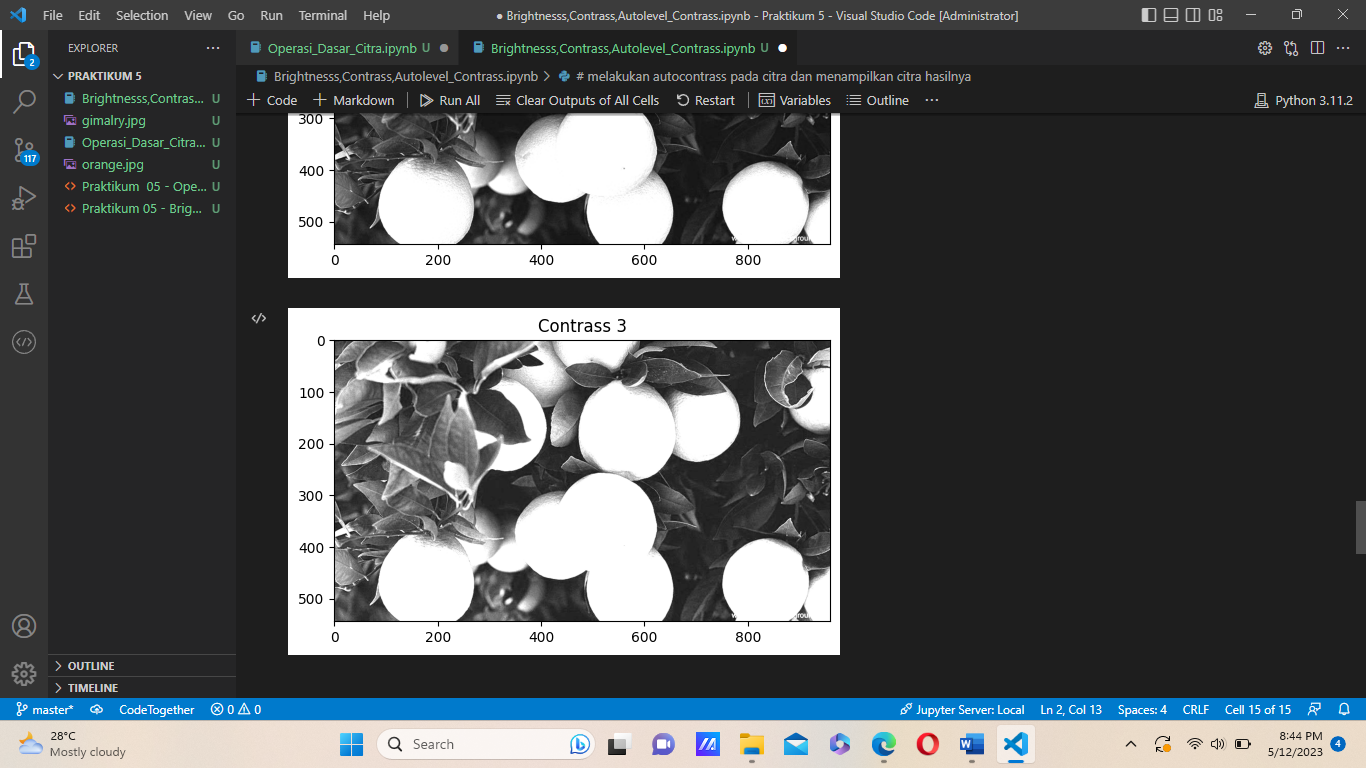 File Edit Selection View Go Run Terminal Help
● Brightnesss,Contrass,Autolevel_Contrass.ipynb - Praktikum 5 - Visual Studio Code [Administrator]
EXPLORER
Operasi_Dasar_Citra.ipynb U
Brightnesss,Contrass,Autolevel_Contrass.ipynb U
PRAKTIKUM 5
Brightnesss,Contrass,Autolevel_Contrass.ipynb > # melakukan autocontrass pada citra dan menampilkan citra hasilnya
Code Markdown Run All Clear Outputs of All Cells Restart Variables Outline ... Python 3.11.2
2
Brightnesss,Contras... U
gimalry.jpg U
Operasi_Dasar_Citra... U
117
orange.jpg U
Praktikum 05 - Ope... U
Praktikum 05 - Brig... U
300
400
500
0 200 400 600 800
Contrass 3
0
100
200
300
400
500
0 200 400 600 800
OUTLINE
TIMELINE
master* CodeTogether 0 0 Jupyter Server: Local Ln 2, Col 13 Spaces: 4 CRLF Cell 15 of 15
28°C
Mostly cloudy
Search
8:44 PM
5/12/2023
4